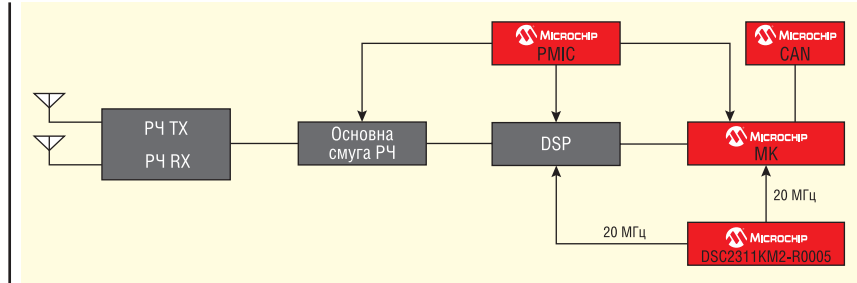 MICROCHIP
PMIC
MICROCHIP
CAN
РЧ TX
РЧ RX
Основна
смуга РЧ
DSP
MICROCHIP
МК
20 МГц
20 МГц
MICROCHIP
DSC2311KM2-R0005